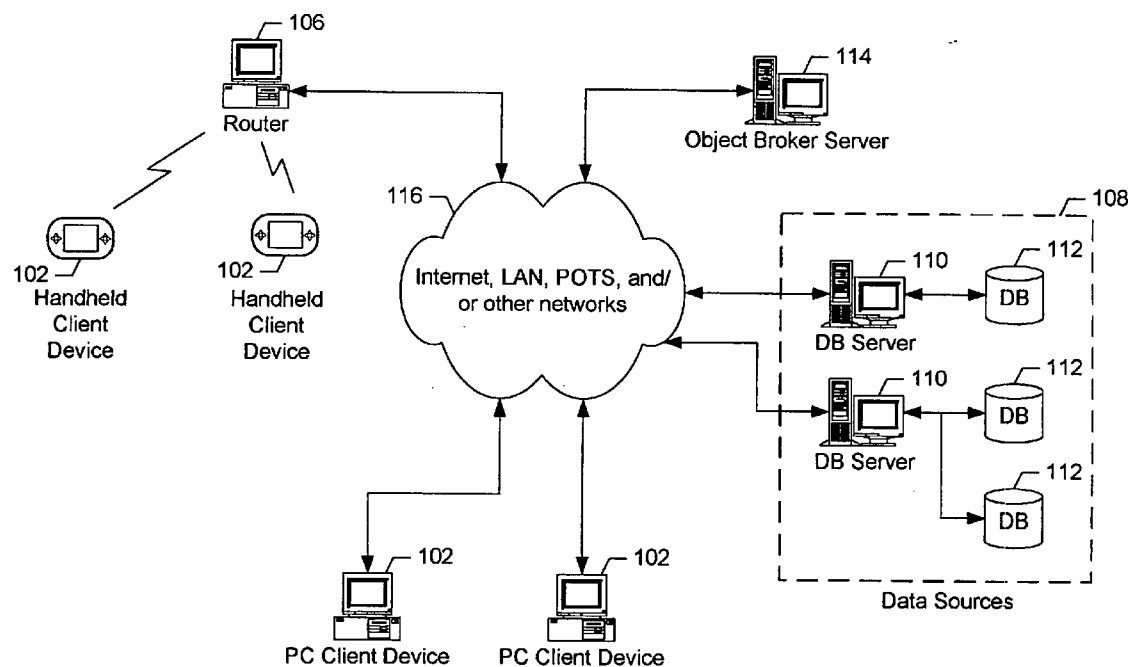 106
Router
114
Object Broker Server
102
Handheld
Client
Device
102
Handheld
Client
Device
116
Internet, LAN, POTS, and/
or other networks
108
110
DB Server
112
DB
110
DB Server
112
DB
112
DB
Data Sources
102
PC Client Device
102
PC Client Device